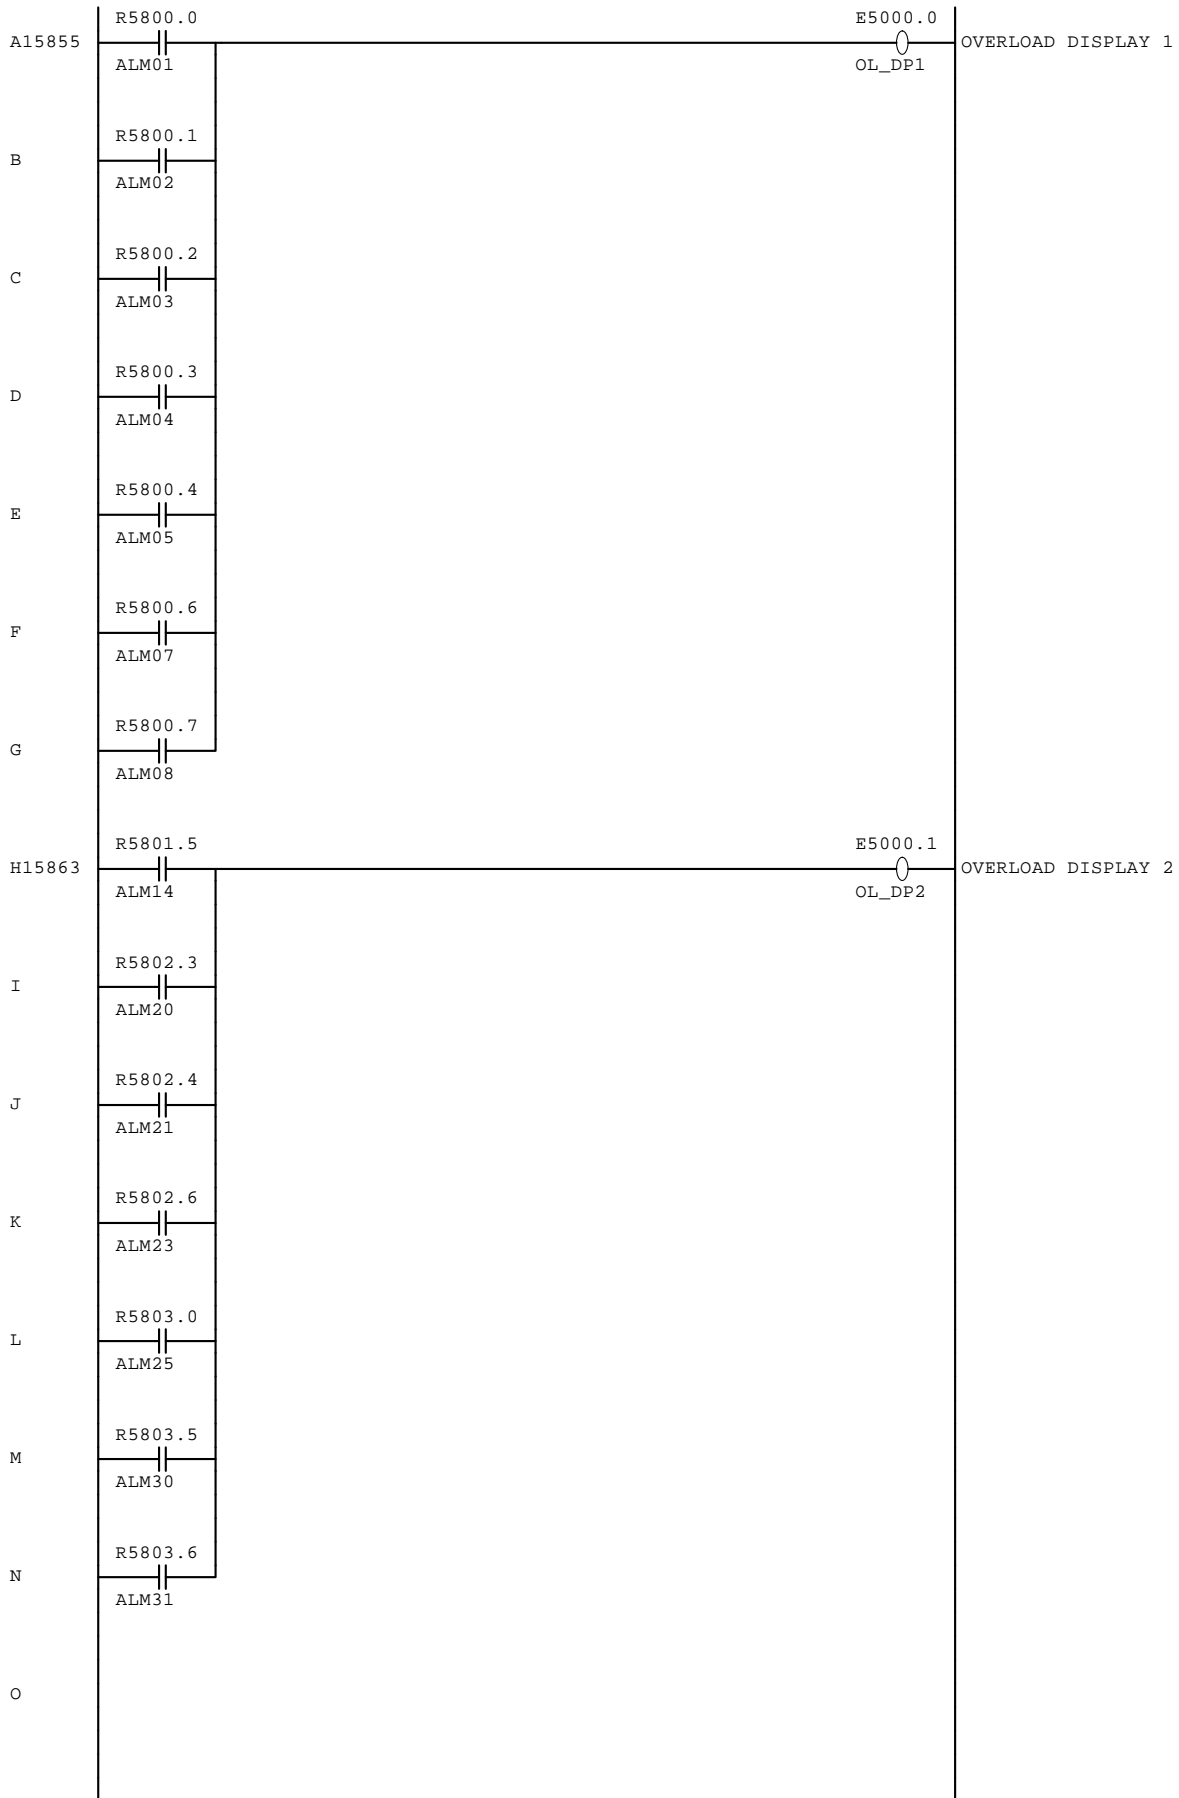 R5800.0 E5000.0
A15855 OVERLOAD DISPLAY 1
ALM01 OL_DP1
R5800.1
B
ALM02
R5800.2
C
ALM03
R5800.3
D
ALM04
R5800.4
E
ALM05
R5800.6
F
ALM07
R5800.7
G
ALM08
R5801.5 E5000.1
H15863 OVERLOAD DISPLAY 2
ALM14 OL_DP2
R5802.3
I
ALM20
R5802.4
J
ALM21
R5802.6
K
ALM23
R5803.0
L
ALM25
R5803.5
M
ALM30
R5803.6
N
ALM31
O